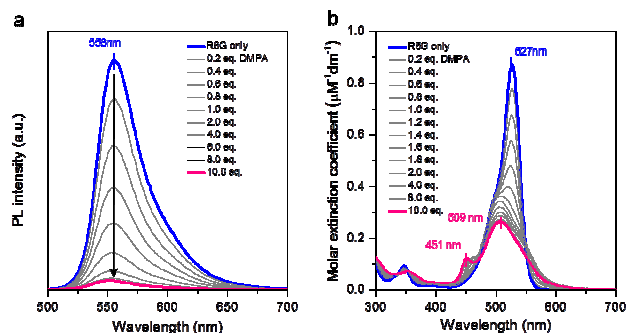 a
PL intensity (a.u.)
R6G only
0.2 eq. DMPA
0.4 eq.
0.6 eq.
0.8 eq.
1.0 eq.
2.0 eq.
4.0 eq.
6.0 eq.
8.0 eq.
10.0 eq.
500 550 600 650 700
Wavelength (nm)
b
Molar extinction coefficient (μM⁻¹dm⁻¹)
1.0
0.8
0.6
0.4
0.2
0.0
R6G only
0.2 eq. DMPA
0.4 eq.
0.6 eq.
0.8 eq.
1.0 eq.
1.2 eq.
1.4 eq.
1.6 eq.
1.8 eq.
2.0 eq.
4.0 eq.
8.0 eq.
10.0 eq.
527nm
509 nm
451 nm
300 400 500 600 700
Wavelength (nm)